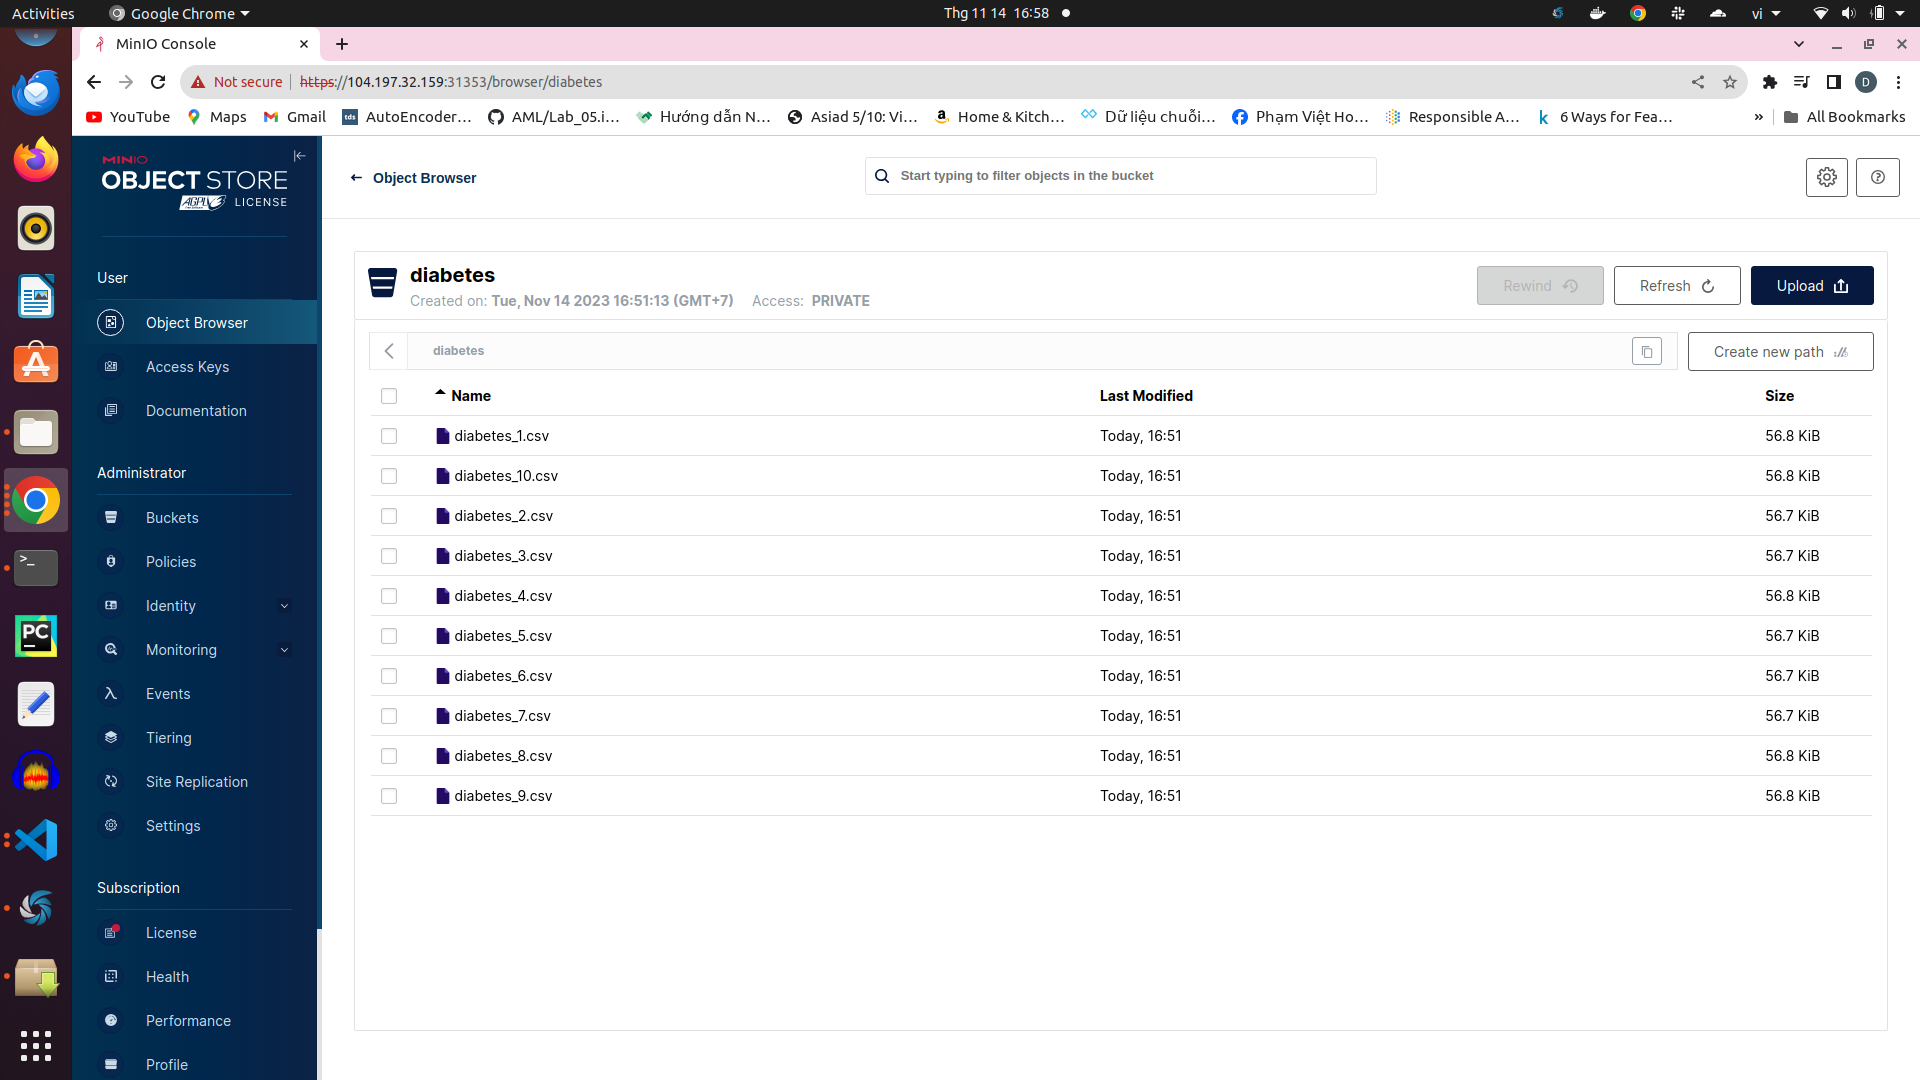 Activities Google Chrome Thg 11 14 16:58 vi
MinIO Console
Not secure https://104.197.32.159:31353/browser/diabetes D
YouTube Maps Gmail AutoEncoder... AML/Lab_05.i... Hướng dẫn N... Asiad 5/10: Vi... Home & Kitch... Dữ liệu chuỗi... Phạm Việt Ho... Responsible A... 6 Ways for Fea... » All Bookmarks
MINIO
OBJECT STORE
AGPL LICENSE
User
Object Browser
Access Keys
Documentation
Administrator
Buckets
Policies
Identity
Monitoring
Events
Tiering
Site Replication
Settings
Subscription
License
Health
Performance
Profile
Object Browser
Start typing to filter objects in the bucket
diabetes
Created on: Tue, Nov 14 2023 16:51:13 (GMT+7) Access: PRIVATE
Rewind Refresh Upload
diabetes Create new path
Name Last Modified Size
diabetes_1.csv Today, 16:51 56.8 KiB
diabetes_10.csv Today, 16:51 56.8 KiB
diabetes_2.csv Today, 16:51 56.7 KiB
diabetes_3.csv Today, 16:51 56.7 KiB
diabetes_4.csv Today, 16:51 56.8 KiB
diabetes_5.csv Today, 16:51 56.7 KiB
diabetes_6.csv Today, 16:51 56.7 KiB
diabetes_7.csv Today, 16:51 56.7 KiB
diabetes_8.csv Today, 16:51 56.8 KiB
diabetes_9.csv Today, 16:51 56.8 KiB